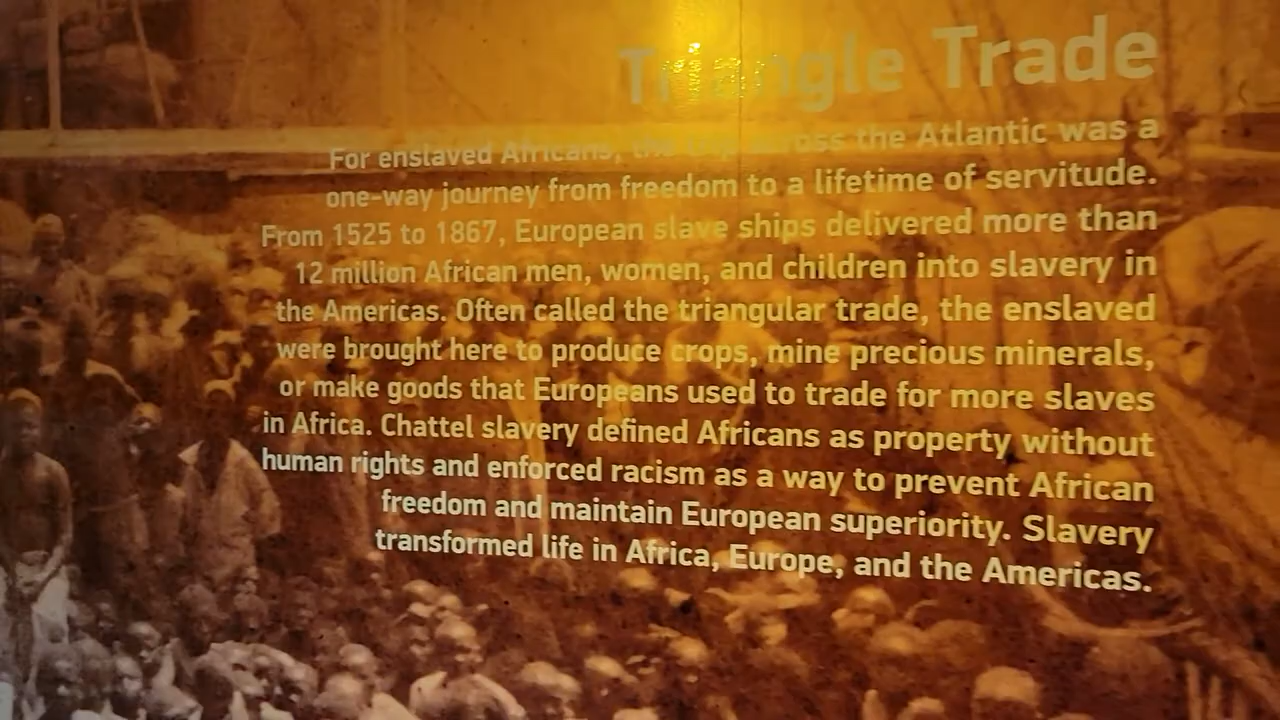 Triangle Trade
For enslaved Africans, the trip across the Atlantic was a
one-way journey from freedom to a lifetime of servitude.
From 1525 to 1867, European slave ships delivered more than
12 million African men, women, and children into slavery in
the Americas. Often called the triangular trade, the enslaved
were brought here to produce crops, mine precious minerals,
or make goods that Europeans used to trade for more slaves
in Africa. Chattel slavery defined Africans as property without
human rights and enforced racism as a way to prevent African
freedom and maintain European superiority. Slavery
transformed life in Africa, Europe, and the Americas.